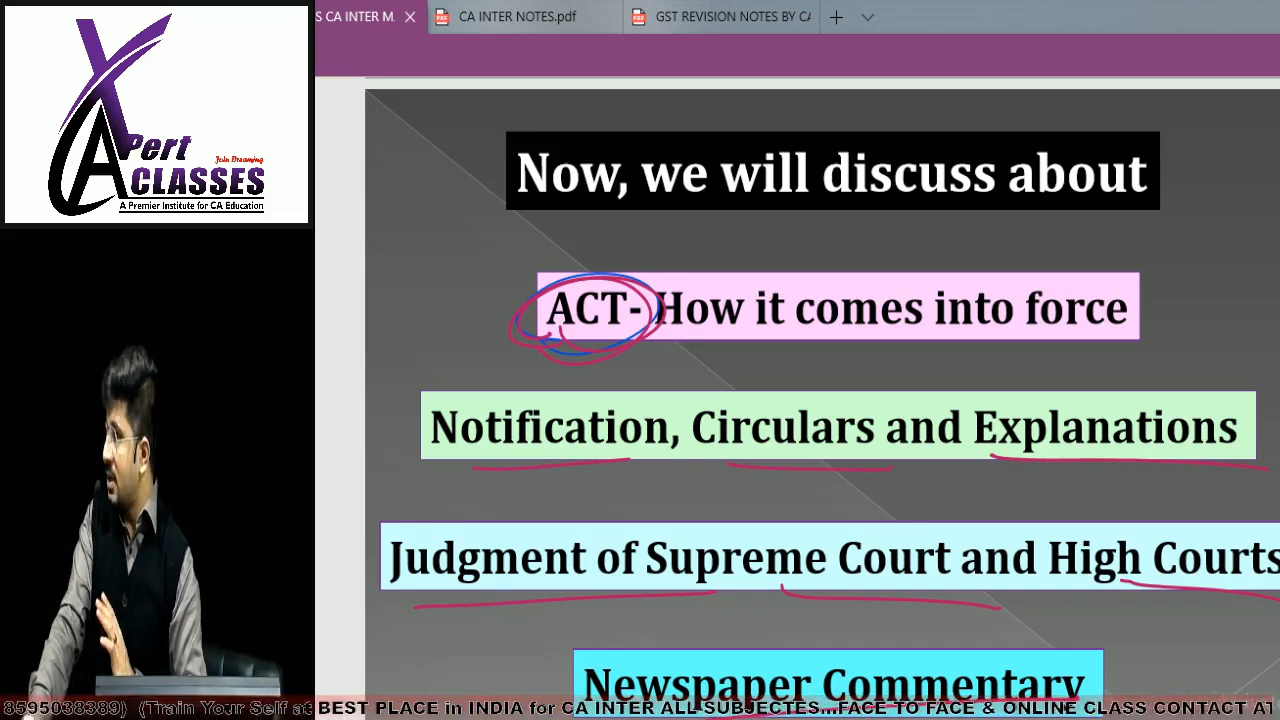 S CA INTER M.
CA INTER NOTES.pdf
GST REVISION NOTES BY CA
XPert
Join Dreaming
CA CLASSES
A Premier Institute for CA Education
Now, we will discuss about
ACT- How it comes into force
Notification, Circulars and Explanations
Judgment of Supreme Court and High Courts
Newspaper Commentary
8595038389) (Train Your Self at BEST PLACE in INDIA for CA INTER ALL SUBJECTES...FACE TO FACE & ONLINE CLASS CONTACT AT